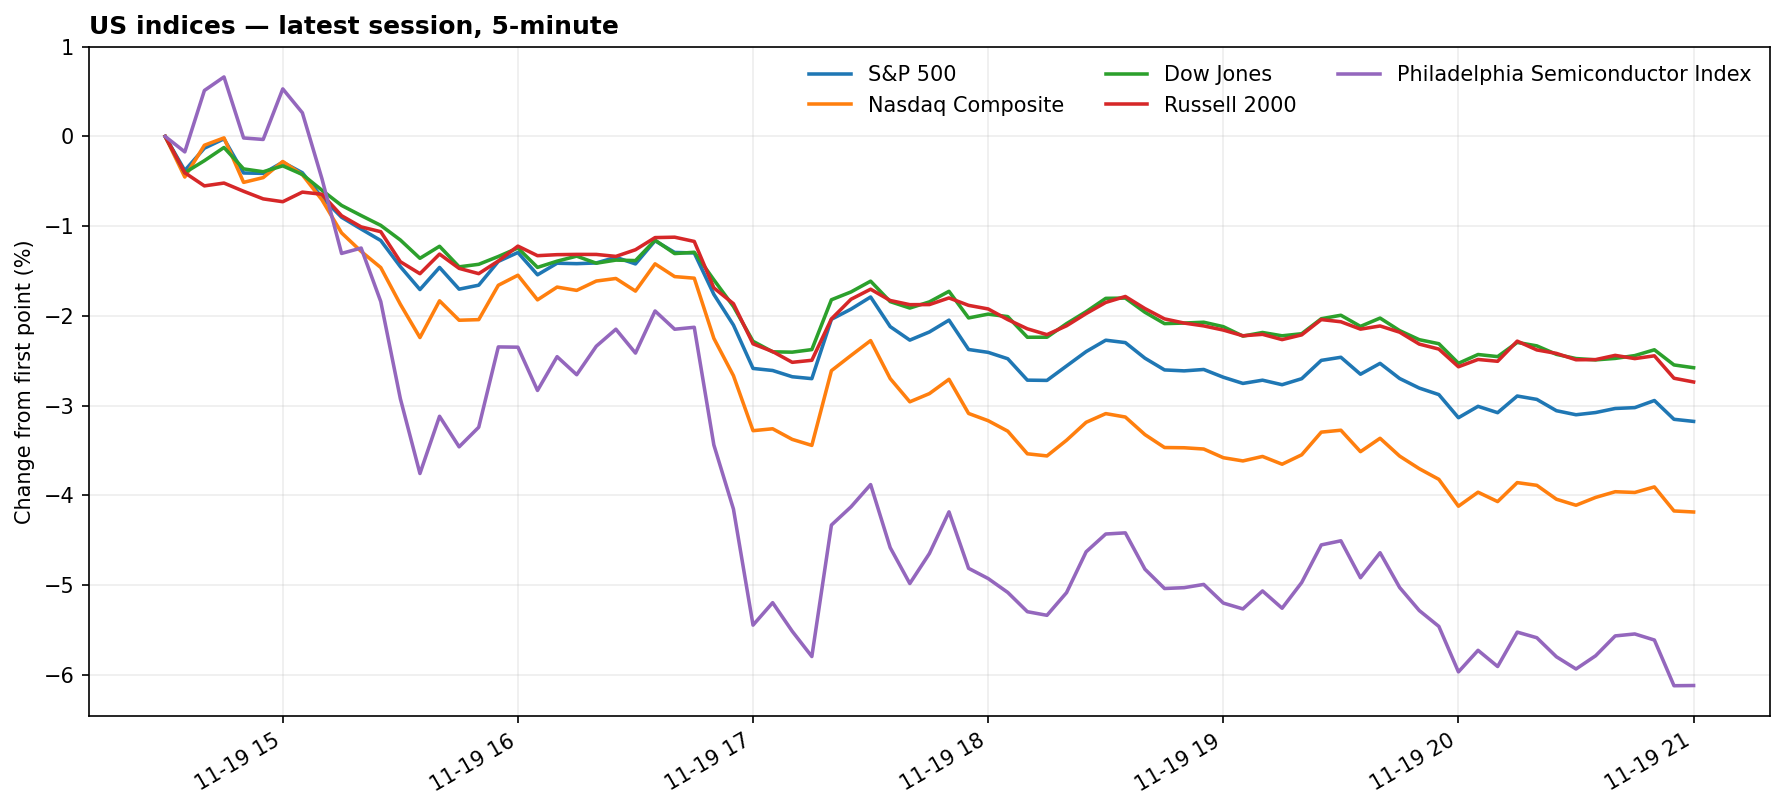 US indices — latest session, 5-minute
S&P 500
Nasdaq Composite
Dow Jones
Russell 2000
Philadelphia Semiconductor Index
Change from first point (%)
1
0
−1
−2
−3
−4
−5
−6
11-19 15
11-19 16
11-19 17
11-19 18
11-19 19
11-19 20
11-19 21